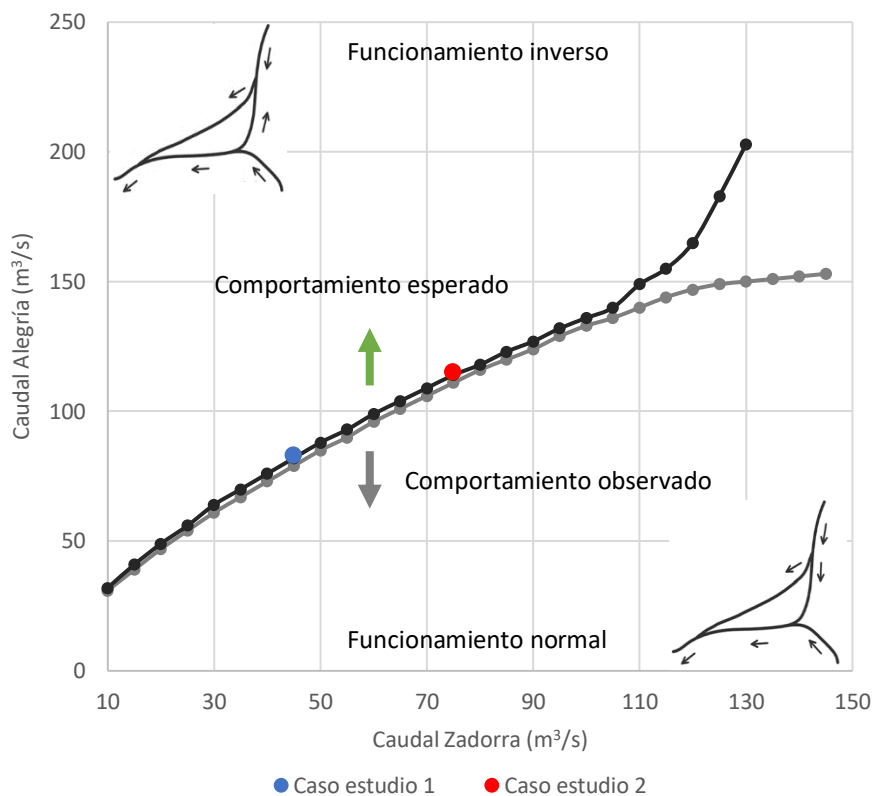 250
200
150
100
50
0
Caudal Alegría (m³/s)
Funcionamiento inverso
Comportamiento esperado
Comportamiento observado
Funcionamiento normal
10 30 50 70 90 110 130 150
Caudal Zadorra (m³/s)
Caso estudio 1 Caso estudio 2